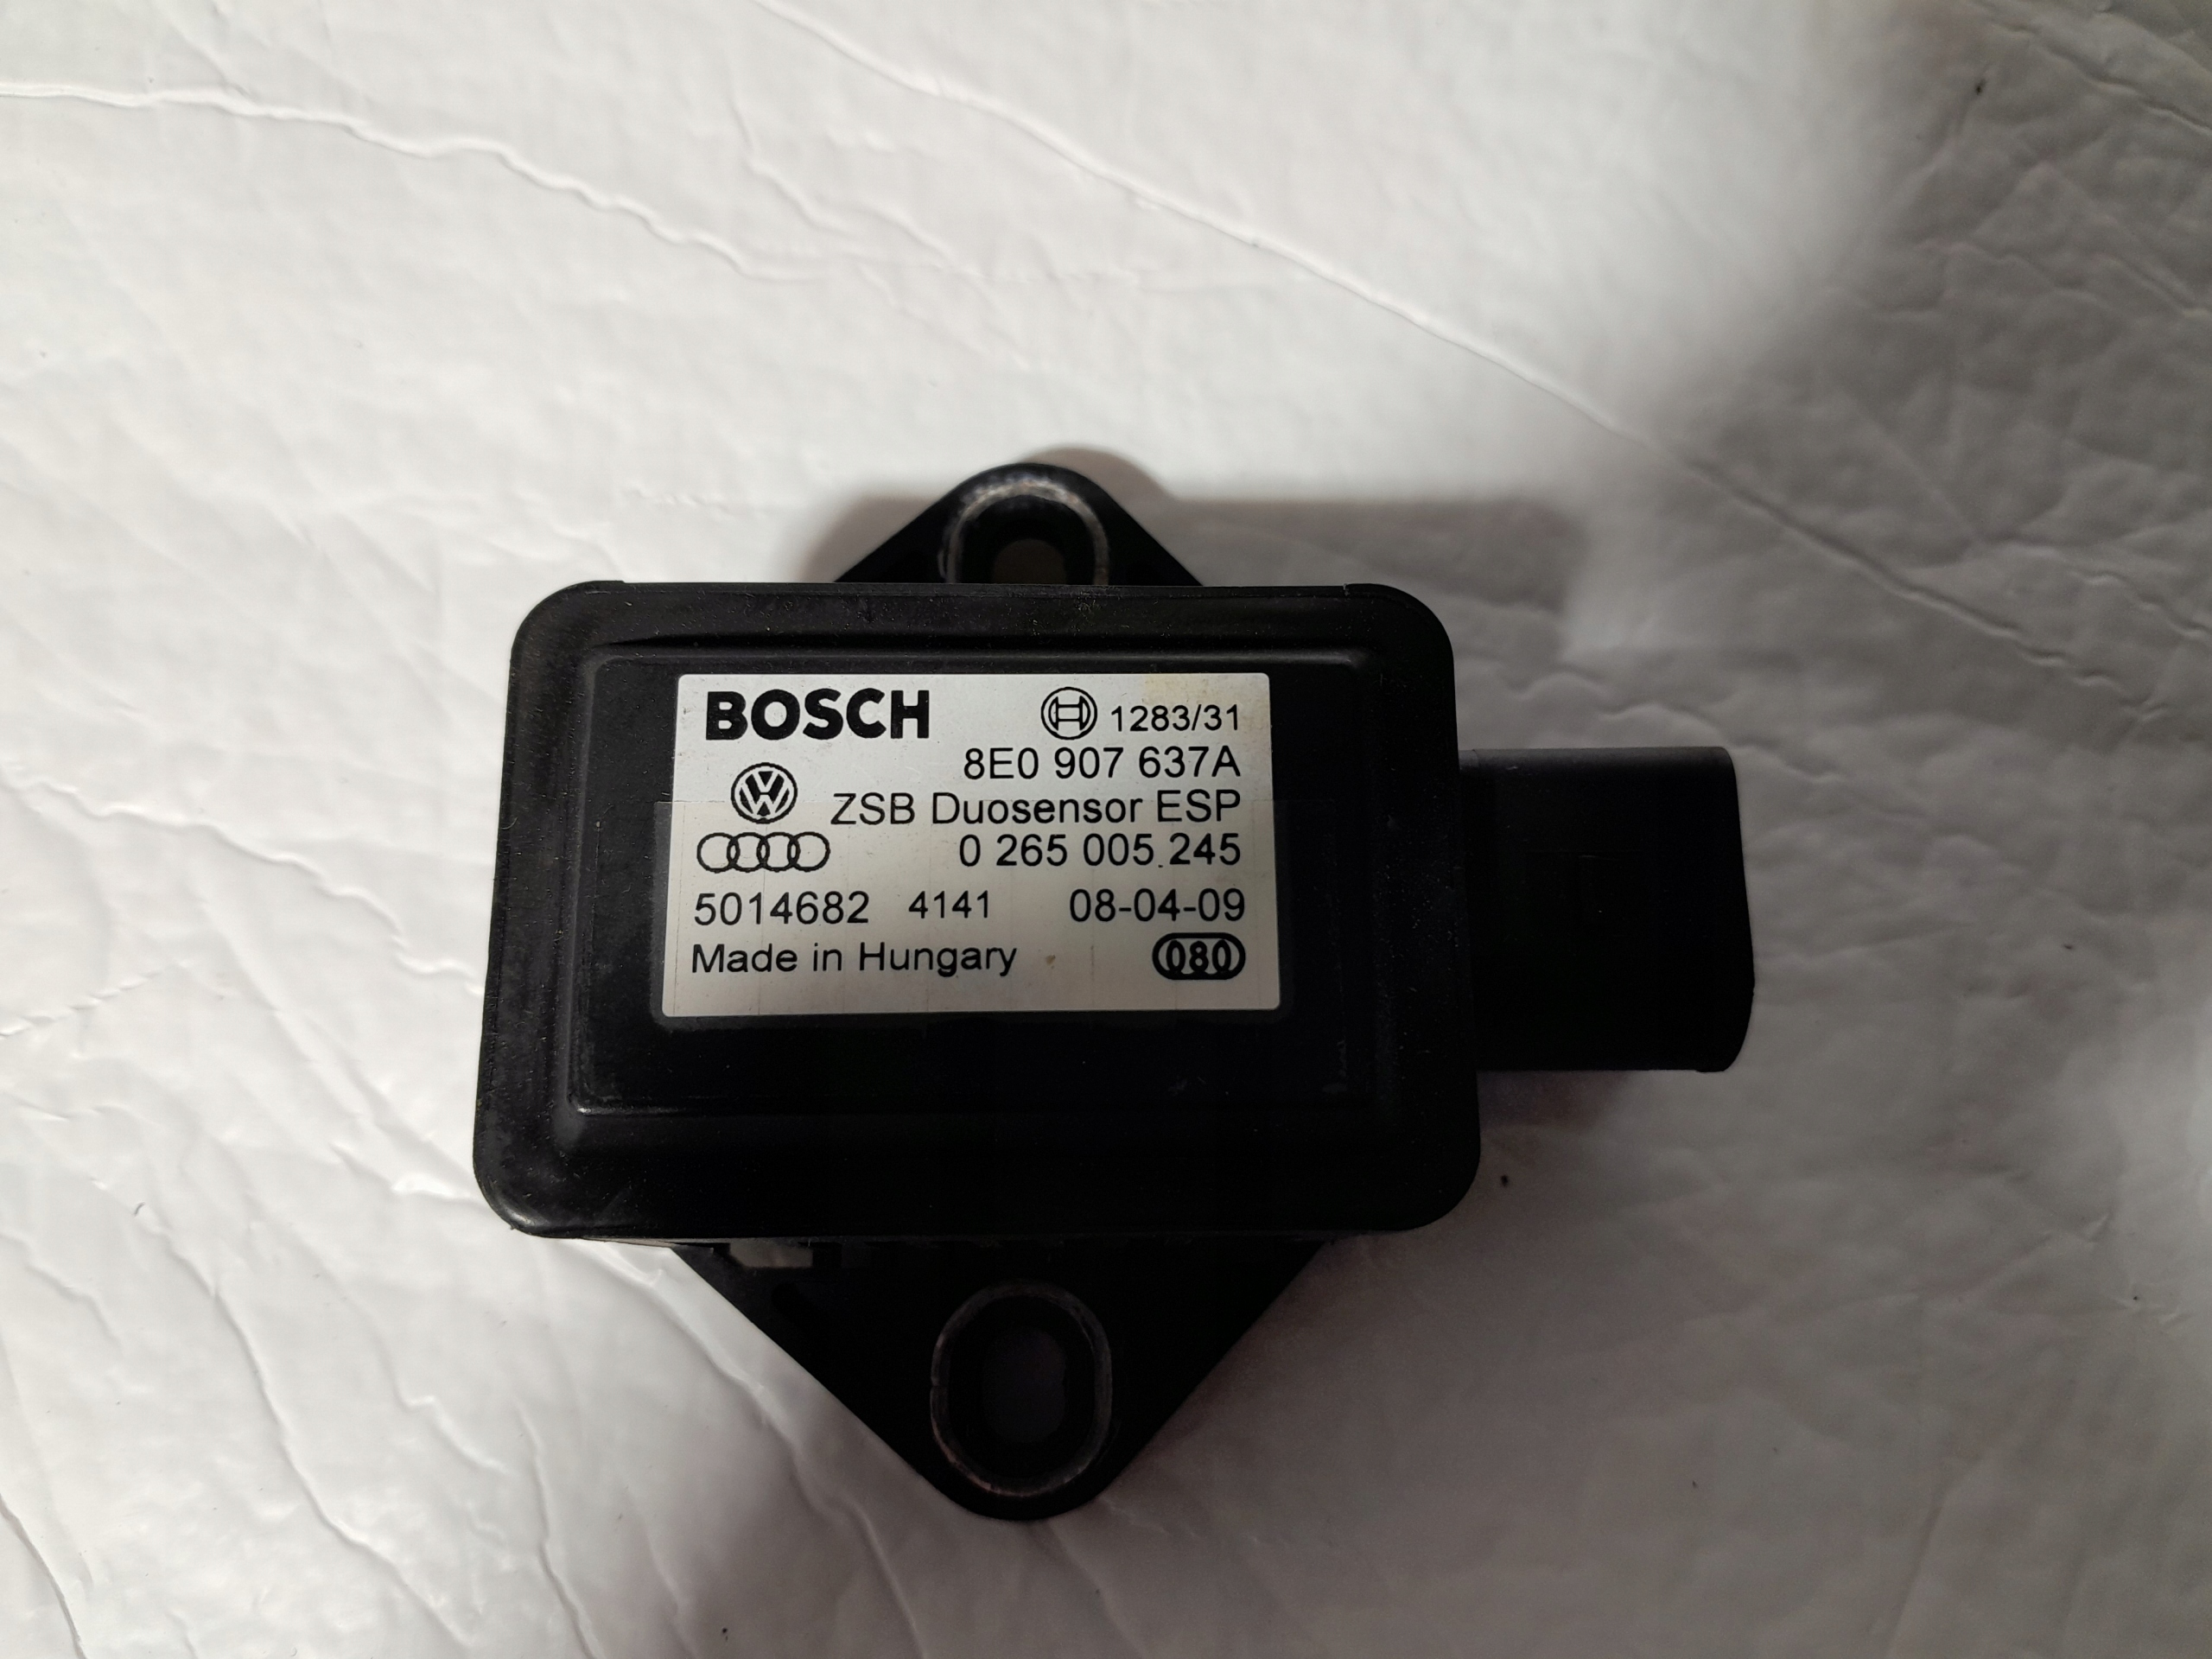 BOSCH 1283/31
8E0 907 637A
ZSB Duosensor ESP
0 265 005 245
5014682 4141 08-04-09
Made in Hungary 080